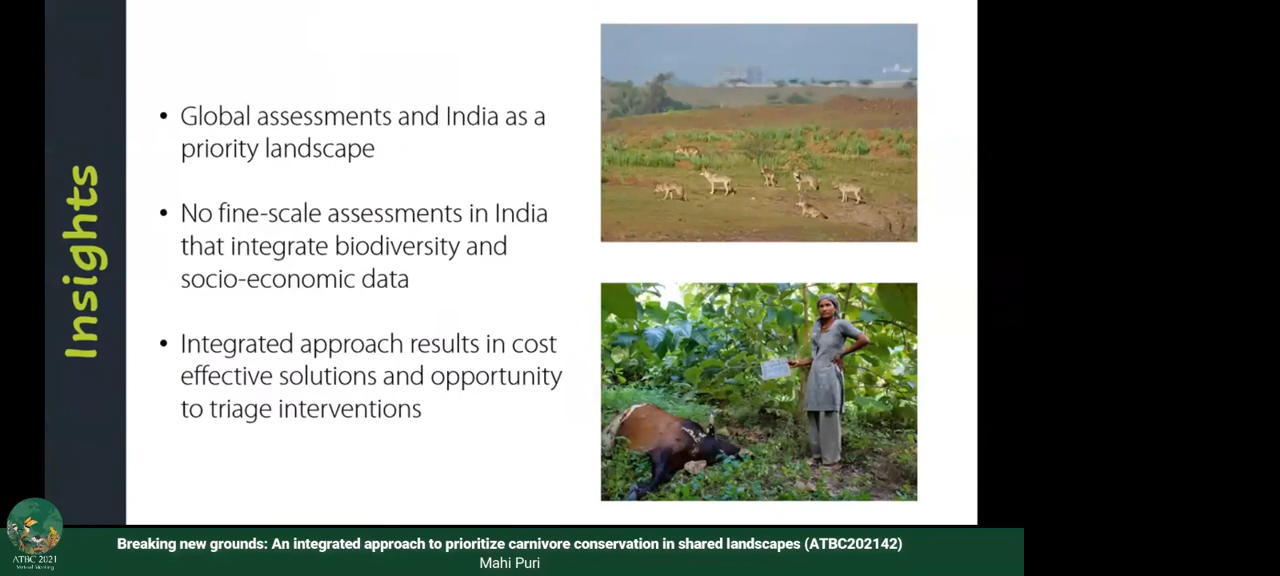 Insights
• Global assessments and India as a
priority landscape
• No fine-scale assessments in India
that integrate biodiversity and
socio-economic data
• Integrated approach results in cost
effective solutions and opportunity
to triage interventions
ATBC 2021
Virtual Meeting
Breaking new grounds: An integrated approach to prioritize carnivore conservation in shared landscapes (ATBC202142)
Mahi Puri